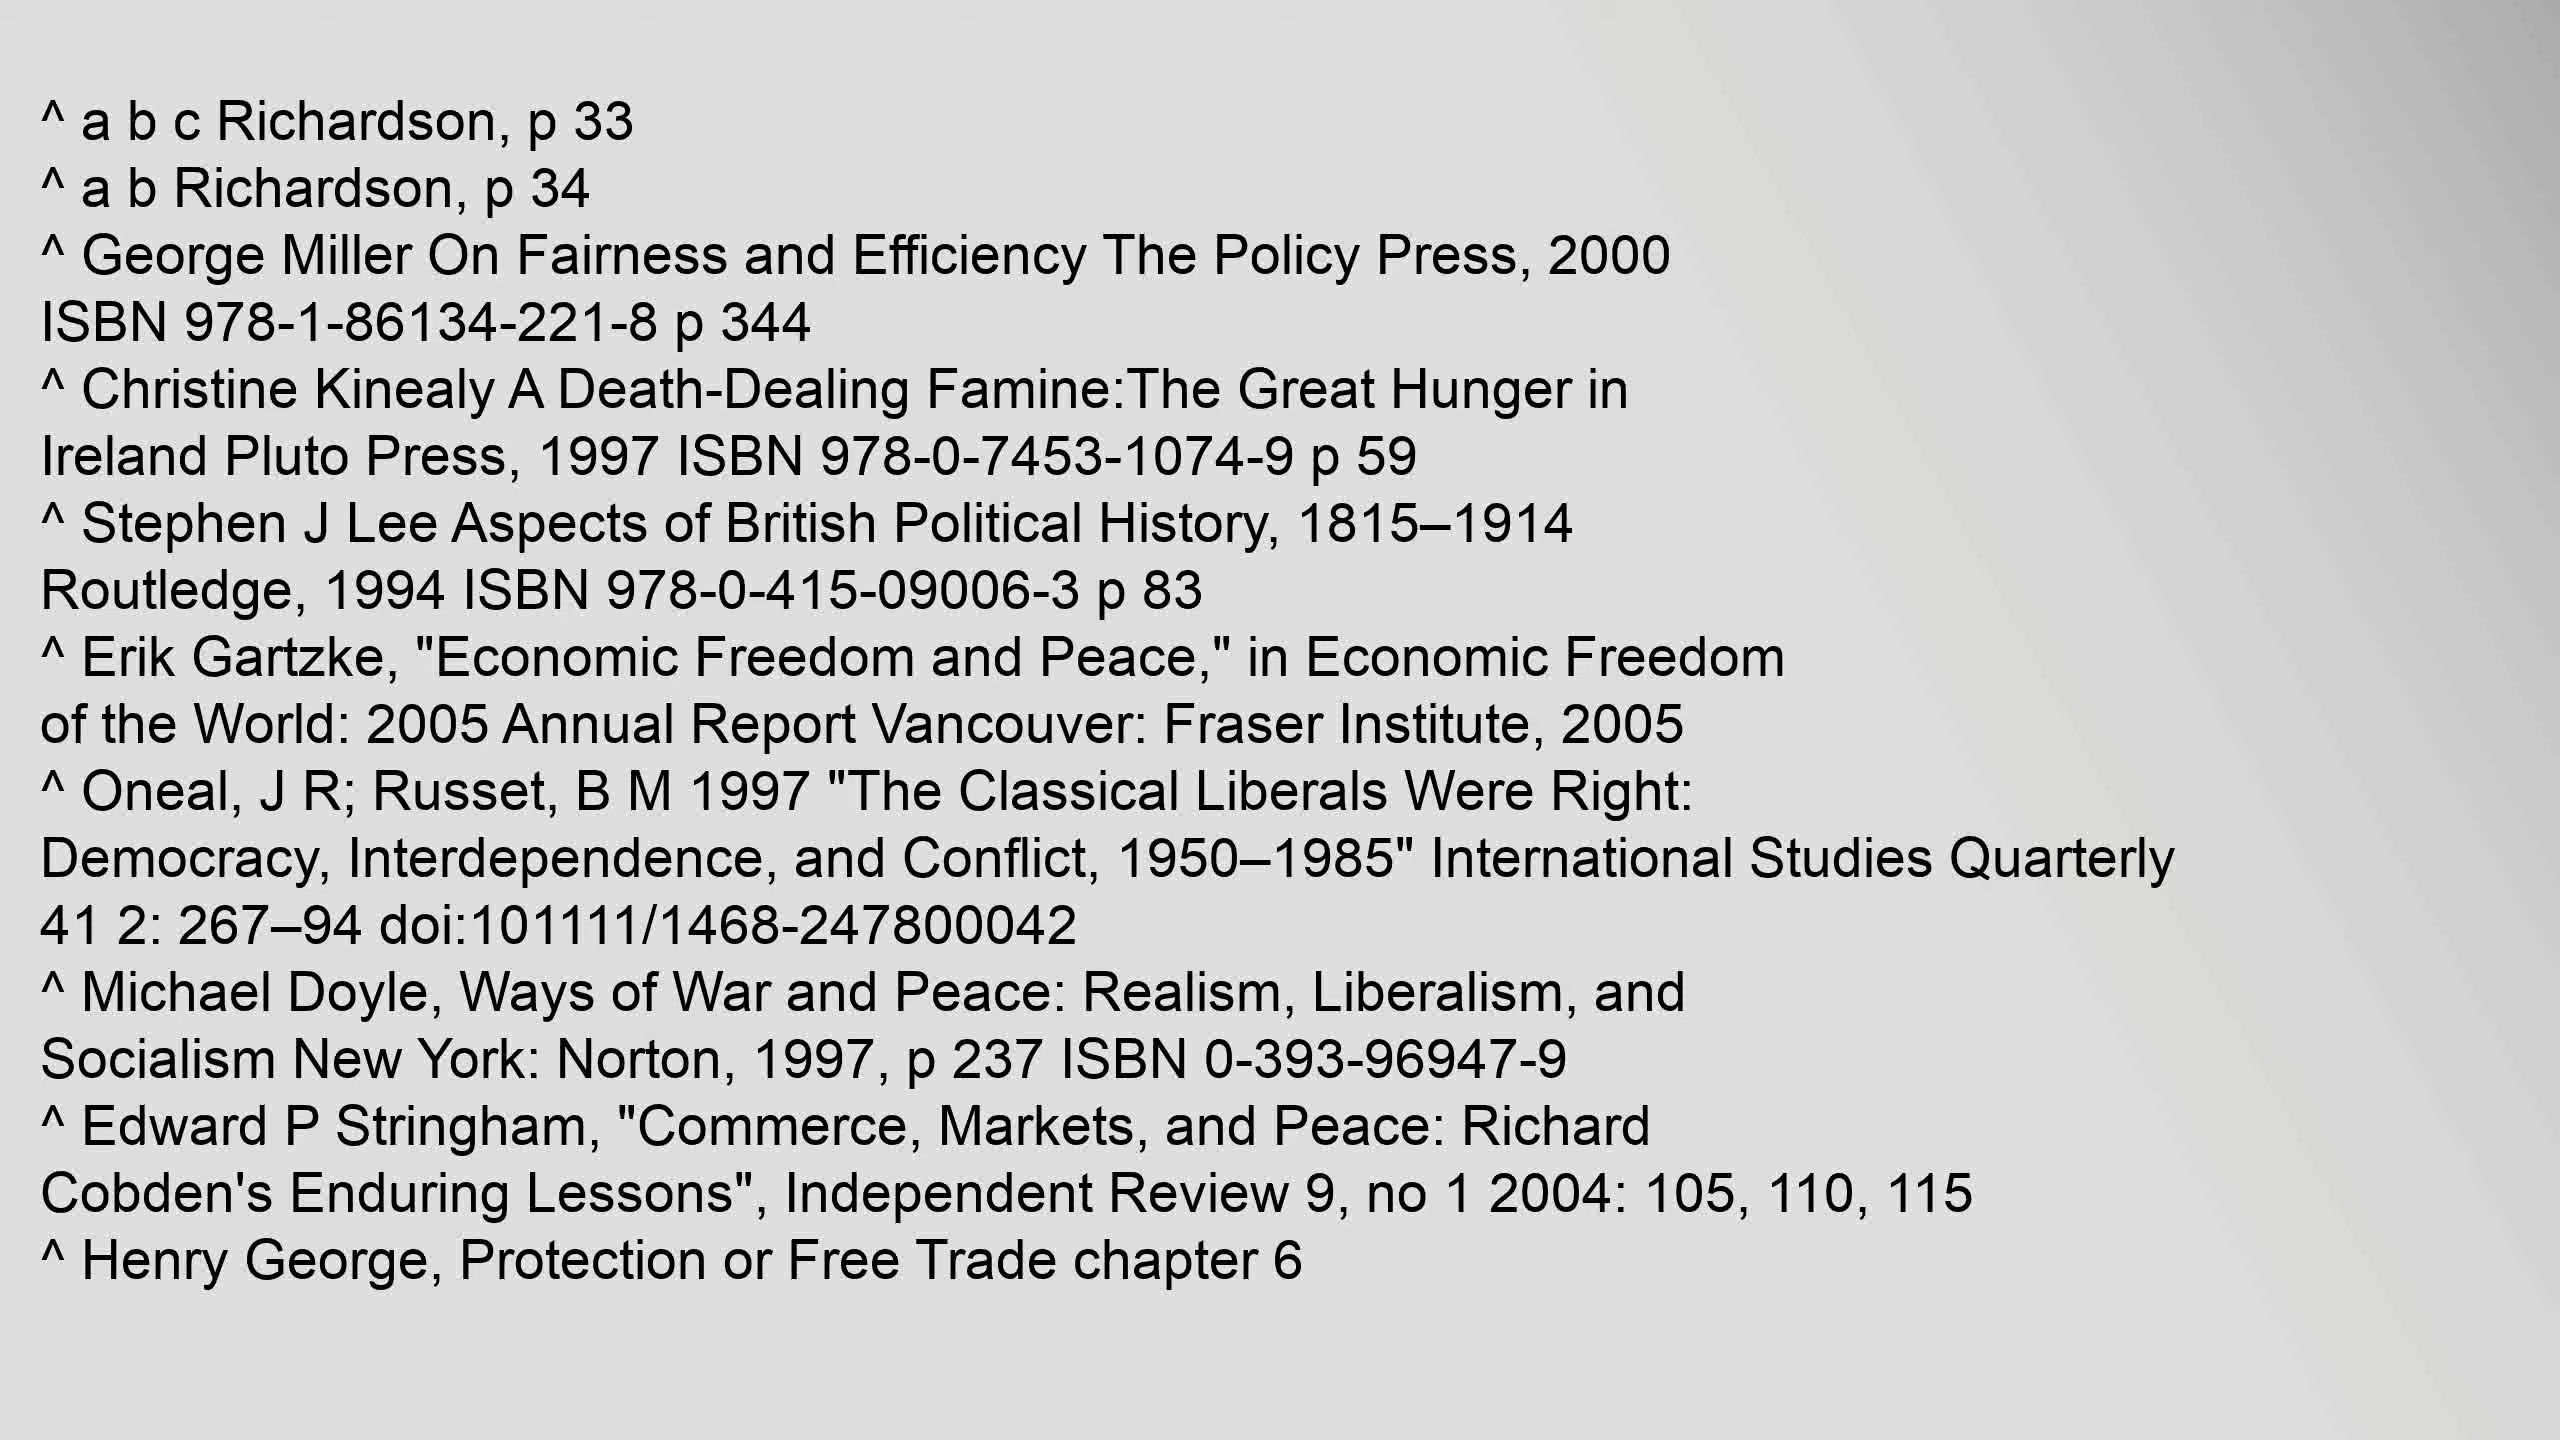 ^ a b c Richardson, p 33
^ a b Richardson, p 34
^ George Miller On Fairness and Efficiency The Policy Press, 2000
ISBN 978-1-86134-221-8 p 344
^ Christine Kinealy A Death-Dealing Famine:The Great Hunger in
Ireland Pluto Press, 1997 ISBN 978-0-7453-1074-9 p 59
^ Stephen J Lee Aspects of British Political History, 1815–1914
Routledge, 1994 ISBN 978-0-415-09006-3 p 83
^ Erik Gartzke, "Economic Freedom and Peace," in Economic Freedom
of the World: 2005 Annual Report Vancouver: Fraser Institute, 2005
^ Oneal, J R; Russet, B M 1997 "The Classical Liberals Were Right:
Democracy, Interdependence, and Conflict, 1950–1985" International Studies Quarterly
41 2: 267–94 doi:101111/1468-247800042
^ Michael Doyle, Ways of War and Peace: Realism, Liberalism, and
Socialism New York: Norton, 1997, p 237 ISBN 0-393-96947-9
^ Edward P Stringham, "Commerce, Markets, and Peace: Richard
Cobden's Enduring Lessons", Independent Review 9, no 1 2004: 105, 110, 115
^ Henry George, Protection or Free Trade chapter 6